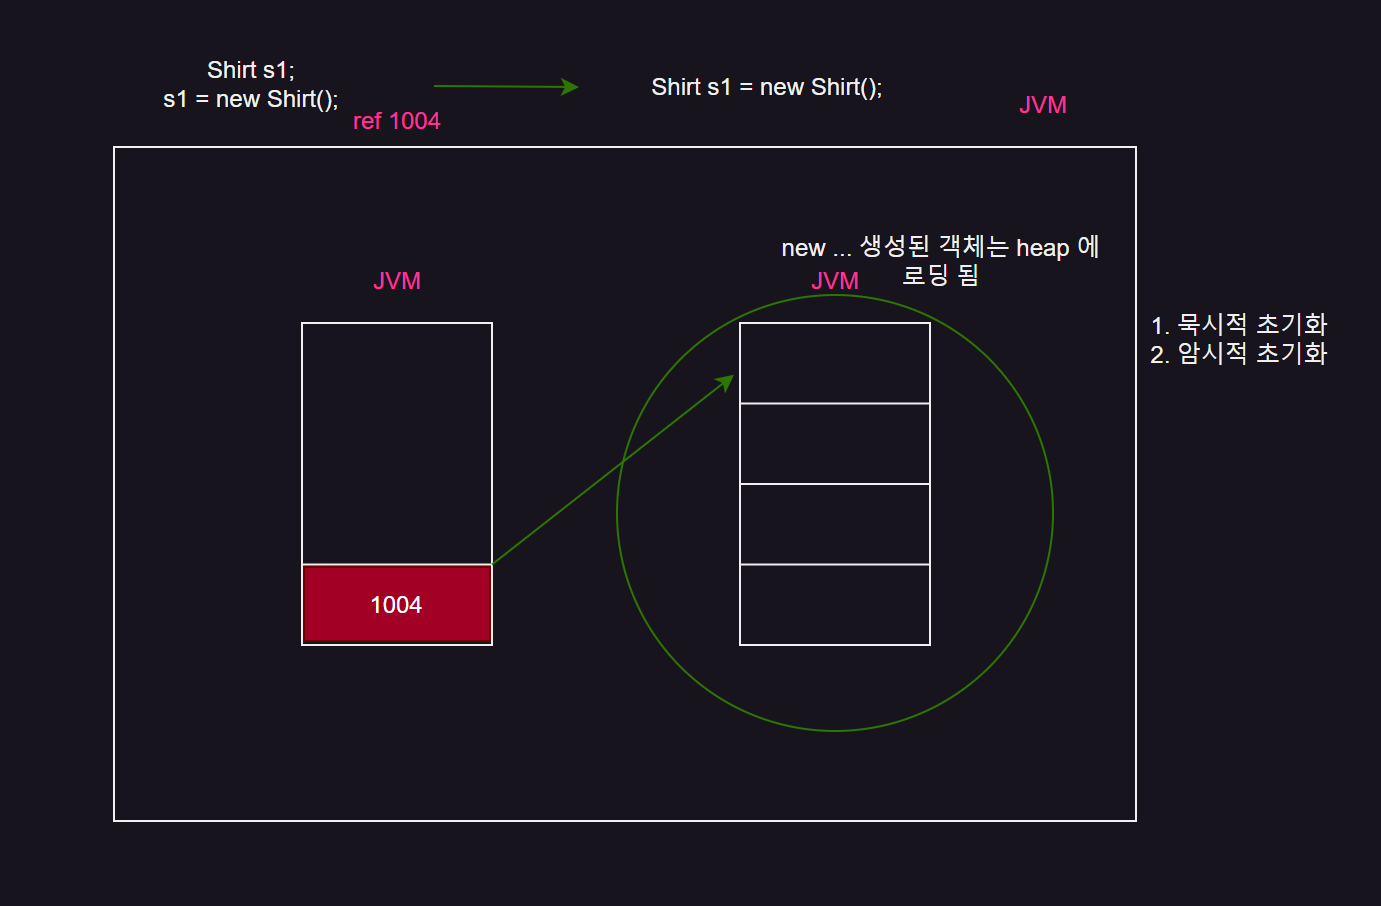 Shirt s1;
s1 = new Shirt();
ref 1004
Shirt s1 = new Shirt();
JVM
new ... 생성된 객체는 heap 에
로딩 됨
JVM
JVM
1. 묵시적 초기화
2. 암시적 초기화
1004